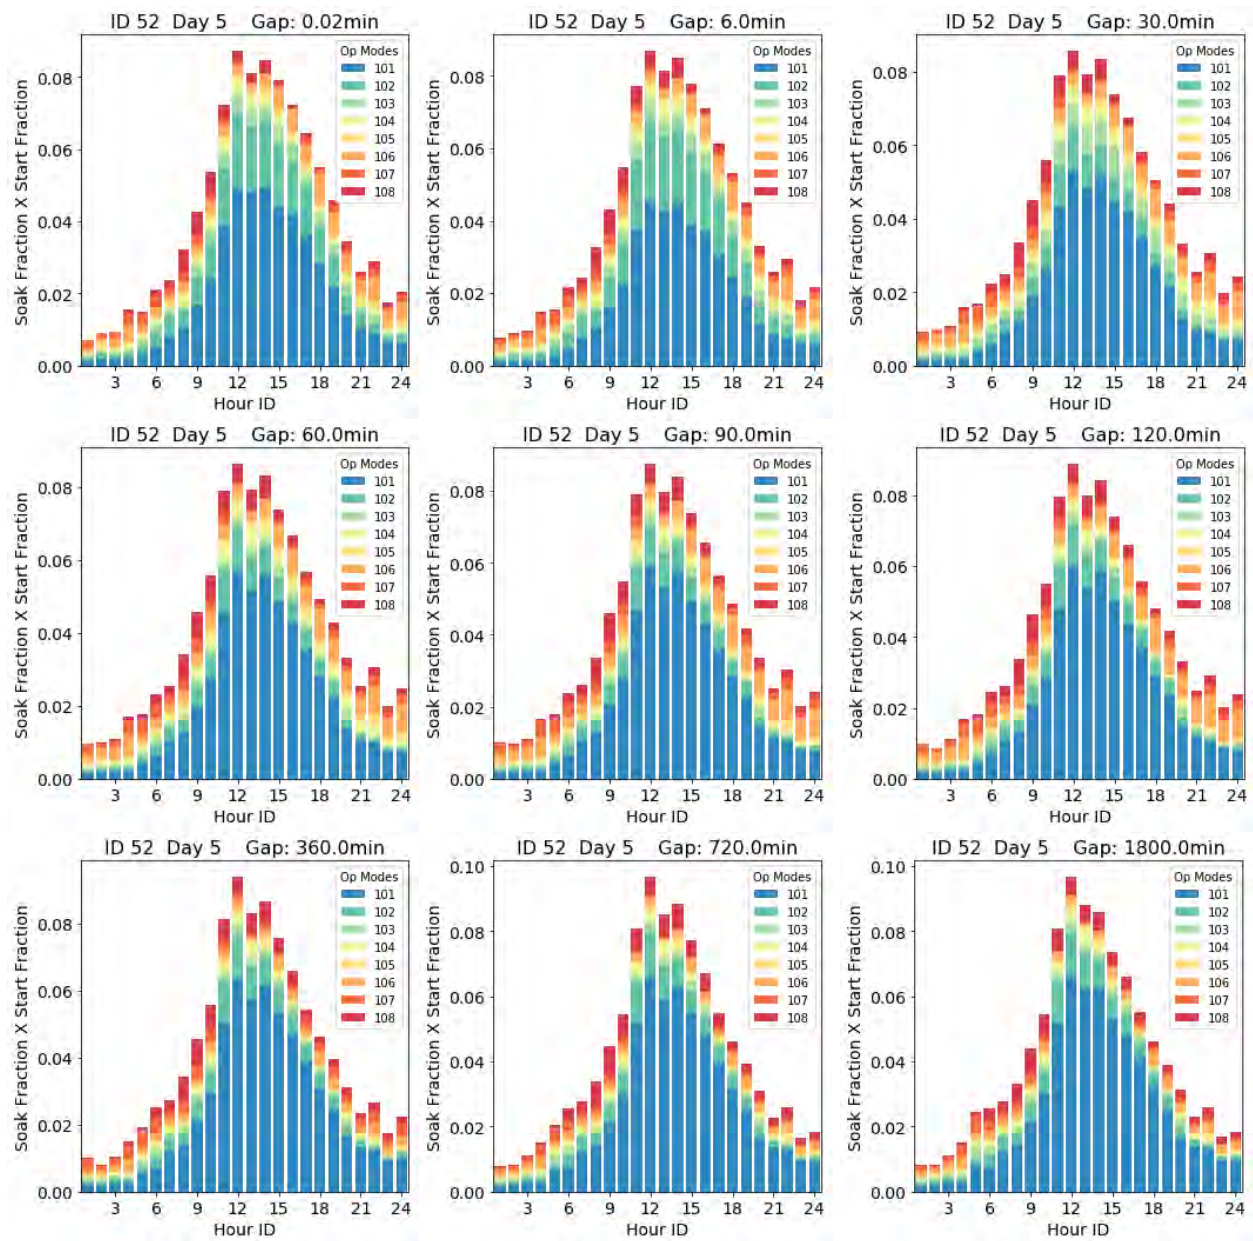 ID 52  Day 5    Gap: 0.02min
Soak Fraction X Start Fraction
0.08
0.06
0.04
0.02
0.00
Op Modes
101
102
103
104
105
106
107
108
3 6 9 12 15 18 21 24
Hour ID
ID 52  Day 5    Gap: 6.0min
Soak Fraction X Start Fraction
0.08
0.06
0.04
0.02
0.00
Op Modes
101
102
103
104
105
106
107
108
3 6 9 12 15 18 21 24
Hour ID
ID 52  Day 5    Gap: 30.0min
Soak Fraction X Start Fraction
0.08
0.06
0.04
0.02
0.00
Op Modes
101
102
103
104
105
106
107
108
3 6 9 12 15 18 21 24
Hour ID
ID 52  Day 5    Gap: 60.0min
Soak Fraction X Start Fraction
0.08
0.06
0.04
0.02
0.00
Op Modes
101
102
103
104
105
106
107
108
3 6 9 12 15 18 21 24
Hour ID
ID 52  Day 5    Gap: 90.0min
Soak Fraction X Start Fraction
0.08
0.06
0.04
0.02
0.00
Op Modes
101
102
103
104
105
106
107
108
3 6 9 12 15 18 21 24
Hour ID
ID 52  Day 5    Gap: 120.0min
Soak Fraction X Start Fraction
0.08
0.06
0.04
0.02
0.00
Op Modes
101
102
103
104
105
106
107
108
3 6 9 12 15 18 21 24
Hour ID
ID 52  Day 5    Gap: 360.0min
Soak Fraction X Start Fraction
0.08
0.06
0.04
0.02
0.00
Op Modes
101
102
103
104
105
106
107
108
3 6 9 12 15 18 21 24
Hour ID
ID 52  Day 5    Gap: 720.0min
Soak Fraction X Start Fraction
0.10
0.08
0.06
0.04
0.02
0.00
Op Modes
101
102
103
104
105
106
107
108
3 6 9 12 15 18 21 24
Hour ID
ID 52  Day 5    Gap: 1800.0min
Soak Fraction X Start Fraction
0.10
0.08
0.06
0.04
0.02
0.00
Op Modes
101
102
103
104
105
106
107
108
3 6 9 12 15 18 21 24
Hour ID